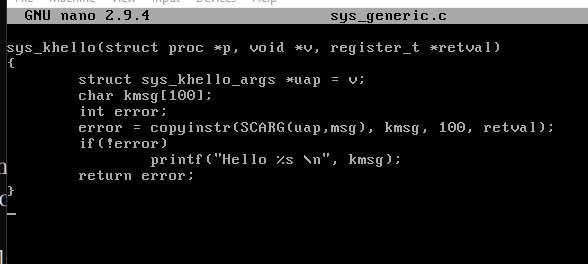 File Machine View Input Devices Help
GNU nano 2.9.4 sys_generic.c
sys_khello(struct proc *p, void *v, register_t *retval)
{
        struct sys_khello_args *uap = v;
        char kmsg[100];
        int error;
        error = copyinstr(SCARG(uap,msg), kmsg, 100, retval);
        if(!error)
                printf("Hello %s \n", kmsg);
        return error;
}